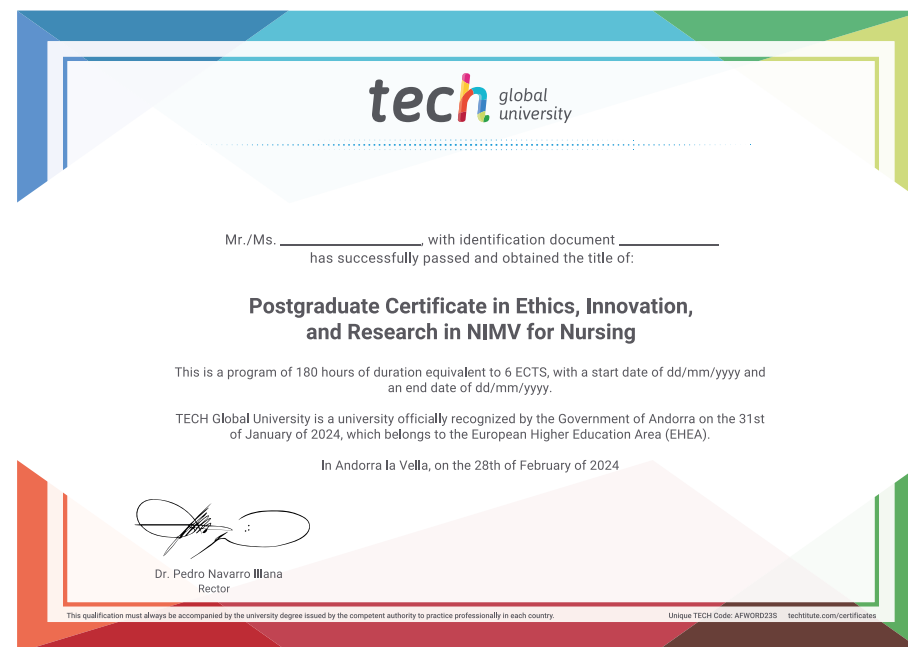 tech global
university
Mr./Ms. ____________________, with identification document ______________
has successfully passed and obtained the title of:
Postgraduate Certificate in Ethics, Innovation,
and Research in NIMV for Nursing
This is a program of 180 hours of duration equivalent to 6 ECTS, with a start date of dd/mm/yyyy and
an end date of dd/mm/yyyy.
TECH Global University is a university officially recognized by the Government of Andorra on the 31st
of January of 2024, which belongs to the European Higher Education Area (EHEA).
In Andorra la Vella, on the 28th of February of 2024
Dr. Pedro Navarro Illana
Rector
This qualification must always be accompanied by the university degree issued by the competent authority to practice professionally in each country. Unique TECH Code: AFWORD23S techtitute.com/certificates